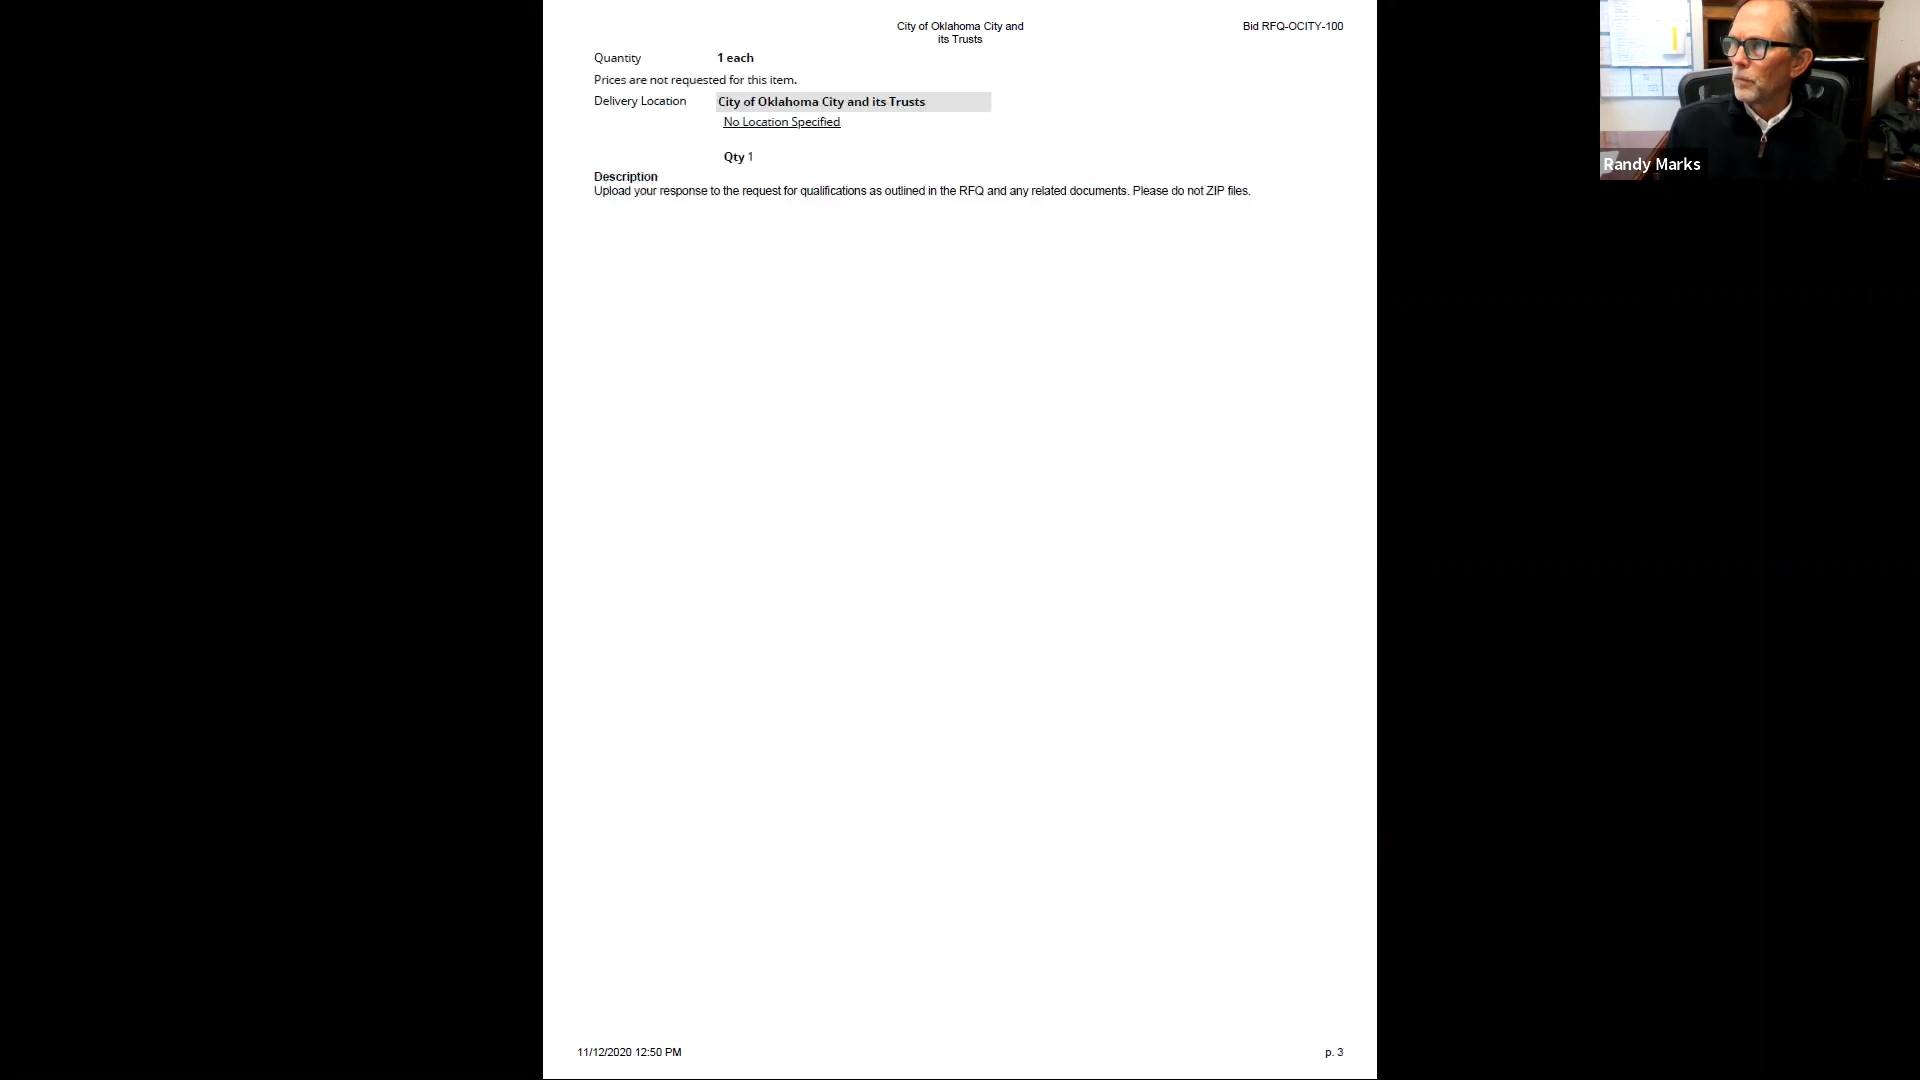 City of Oklahoma City and
its Trusts
Bid RFQ-OCITY-100
Quantity 1 each
Prices are not requested for this item.
Delivery Location City of Oklahoma City and its Trusts
No Location Specified
Qty 1
Description
Upload your response to the request for qualifications as outlined in the RFQ and any related documents. Please do not ZIP files.
Randy Marks
11/12/2020 12:50 PM
p. 3